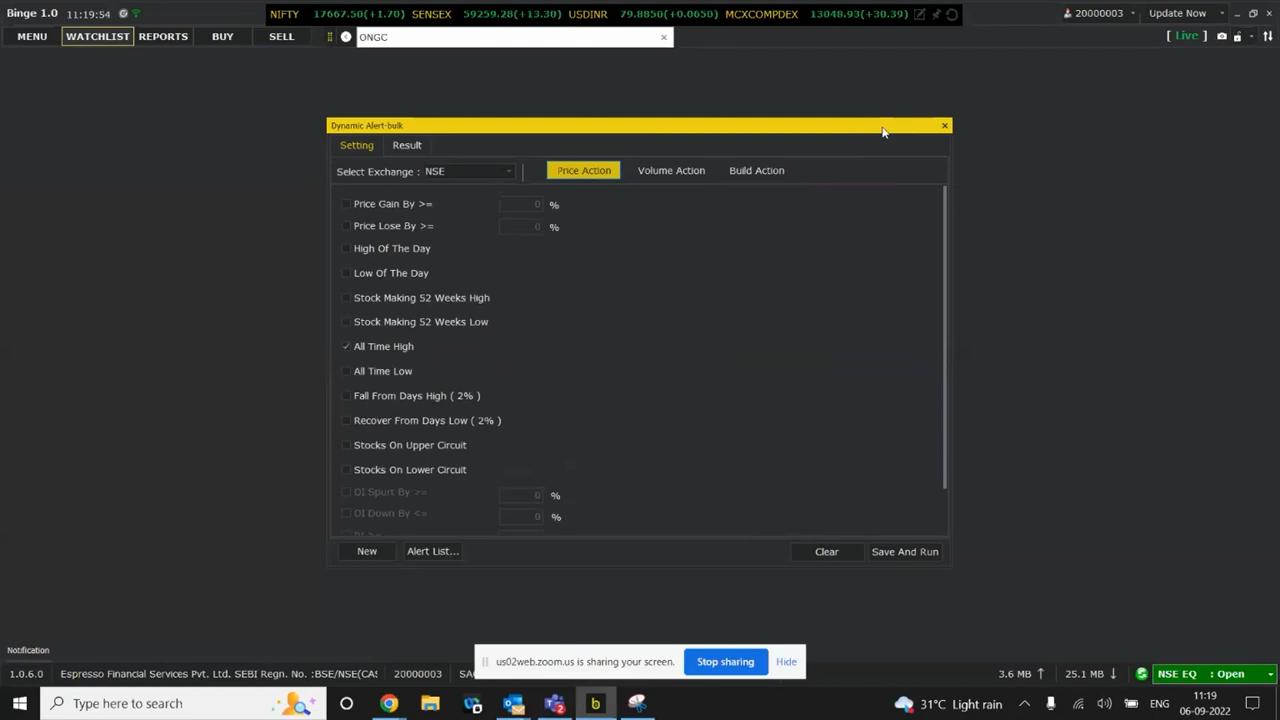 Binge 1.0 11:19:54 NIFTY 17667.50(+1.70) SENSEX 59259.28(+13.30) USDINR 79.8850(+0.0650) MCXCOMPDEX 13048.93(+30.39) 20000003 Update Now
MENU WATCHLIST REPORTS BUY SELL ONGC × [ Live ]
Dynamic Alert-bulk
Setting Result
Select Exchange : NSE Price Action Volume Action Build Action
Price Gain By >= 0 %
Price Lose By >= 0 %
High Of The Day
Low Of The Day
Stock Making 52 Weeks High
Stock Making 52 Weeks Low
All Time High
All Time Low
Fall From Days High ( 2% )
Recover From Days Low ( 2% )
Stocks On Upper Circuit
Stocks On Lower Circuit
OI Spurt By >= 0 %
OI Down By <= 0 %
New Alert List... Clear Save And Run
Notification
us02web.zoom.us is sharing your screen. Stop sharing Hide
1.0.6.0 Espresso Financial Services Pvt. Ltd. SEBI Regn. No. :BSE/NSE(CAS 20000003 3.6 MB 25.1 MB NSE EQ : Open
Type here to search 31°C Light rain ENG 11:19
06-09-2022